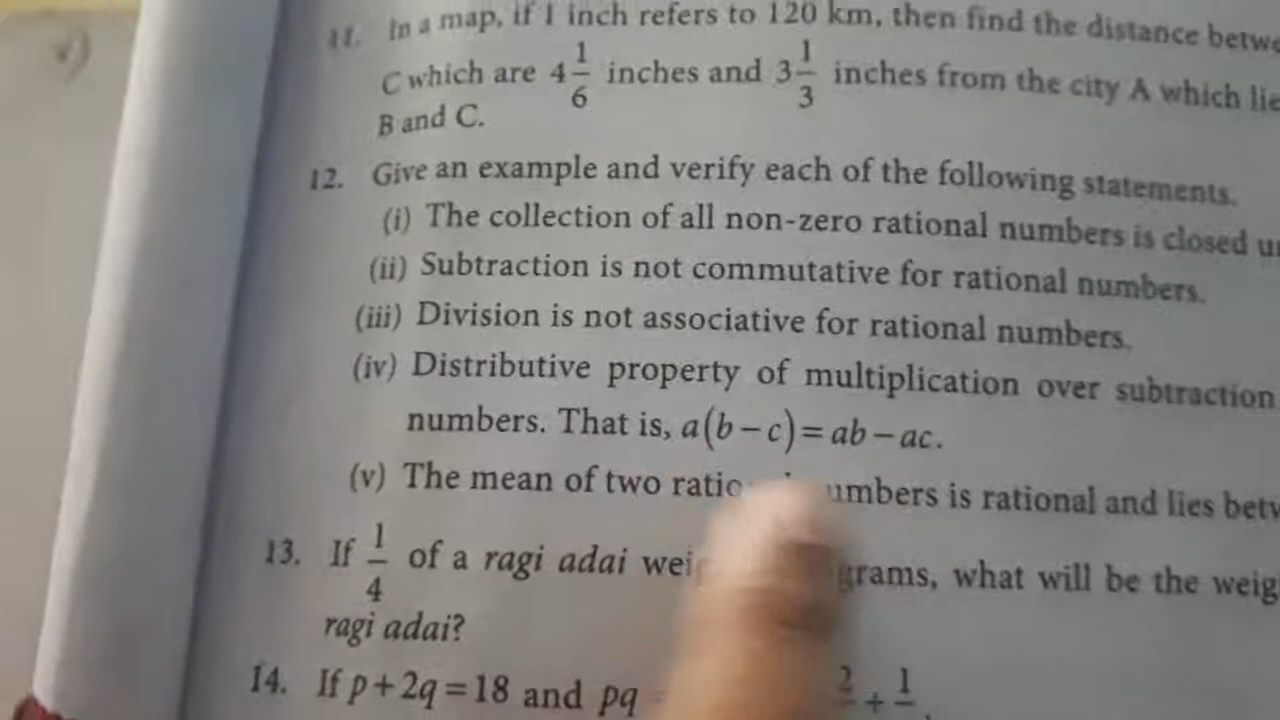 11. In a map, if 1 inch refers to 120 km, then find the distance betwe
C which are 4 1/6 inches and 3 1/3 inches from the city A which lie
B and C.
12. Give an example and verify each of the following statements.
(i) The collection of all non-zero rational numbers is closed u
(ii) Subtraction is not commutative for rational numbers.
(iii) Division is not associative for rational numbers.
(iv) Distributive property of multiplication over subtraction
numbers. That is, a(b−c)=ab−ac.
(v) The mean of two ratio umbers is rational and lies betw
13. If 1/4 of a ragi adai wei grams, what will be the weig
ragi adai?
14. If p+2q=18 and pq 2 + 1